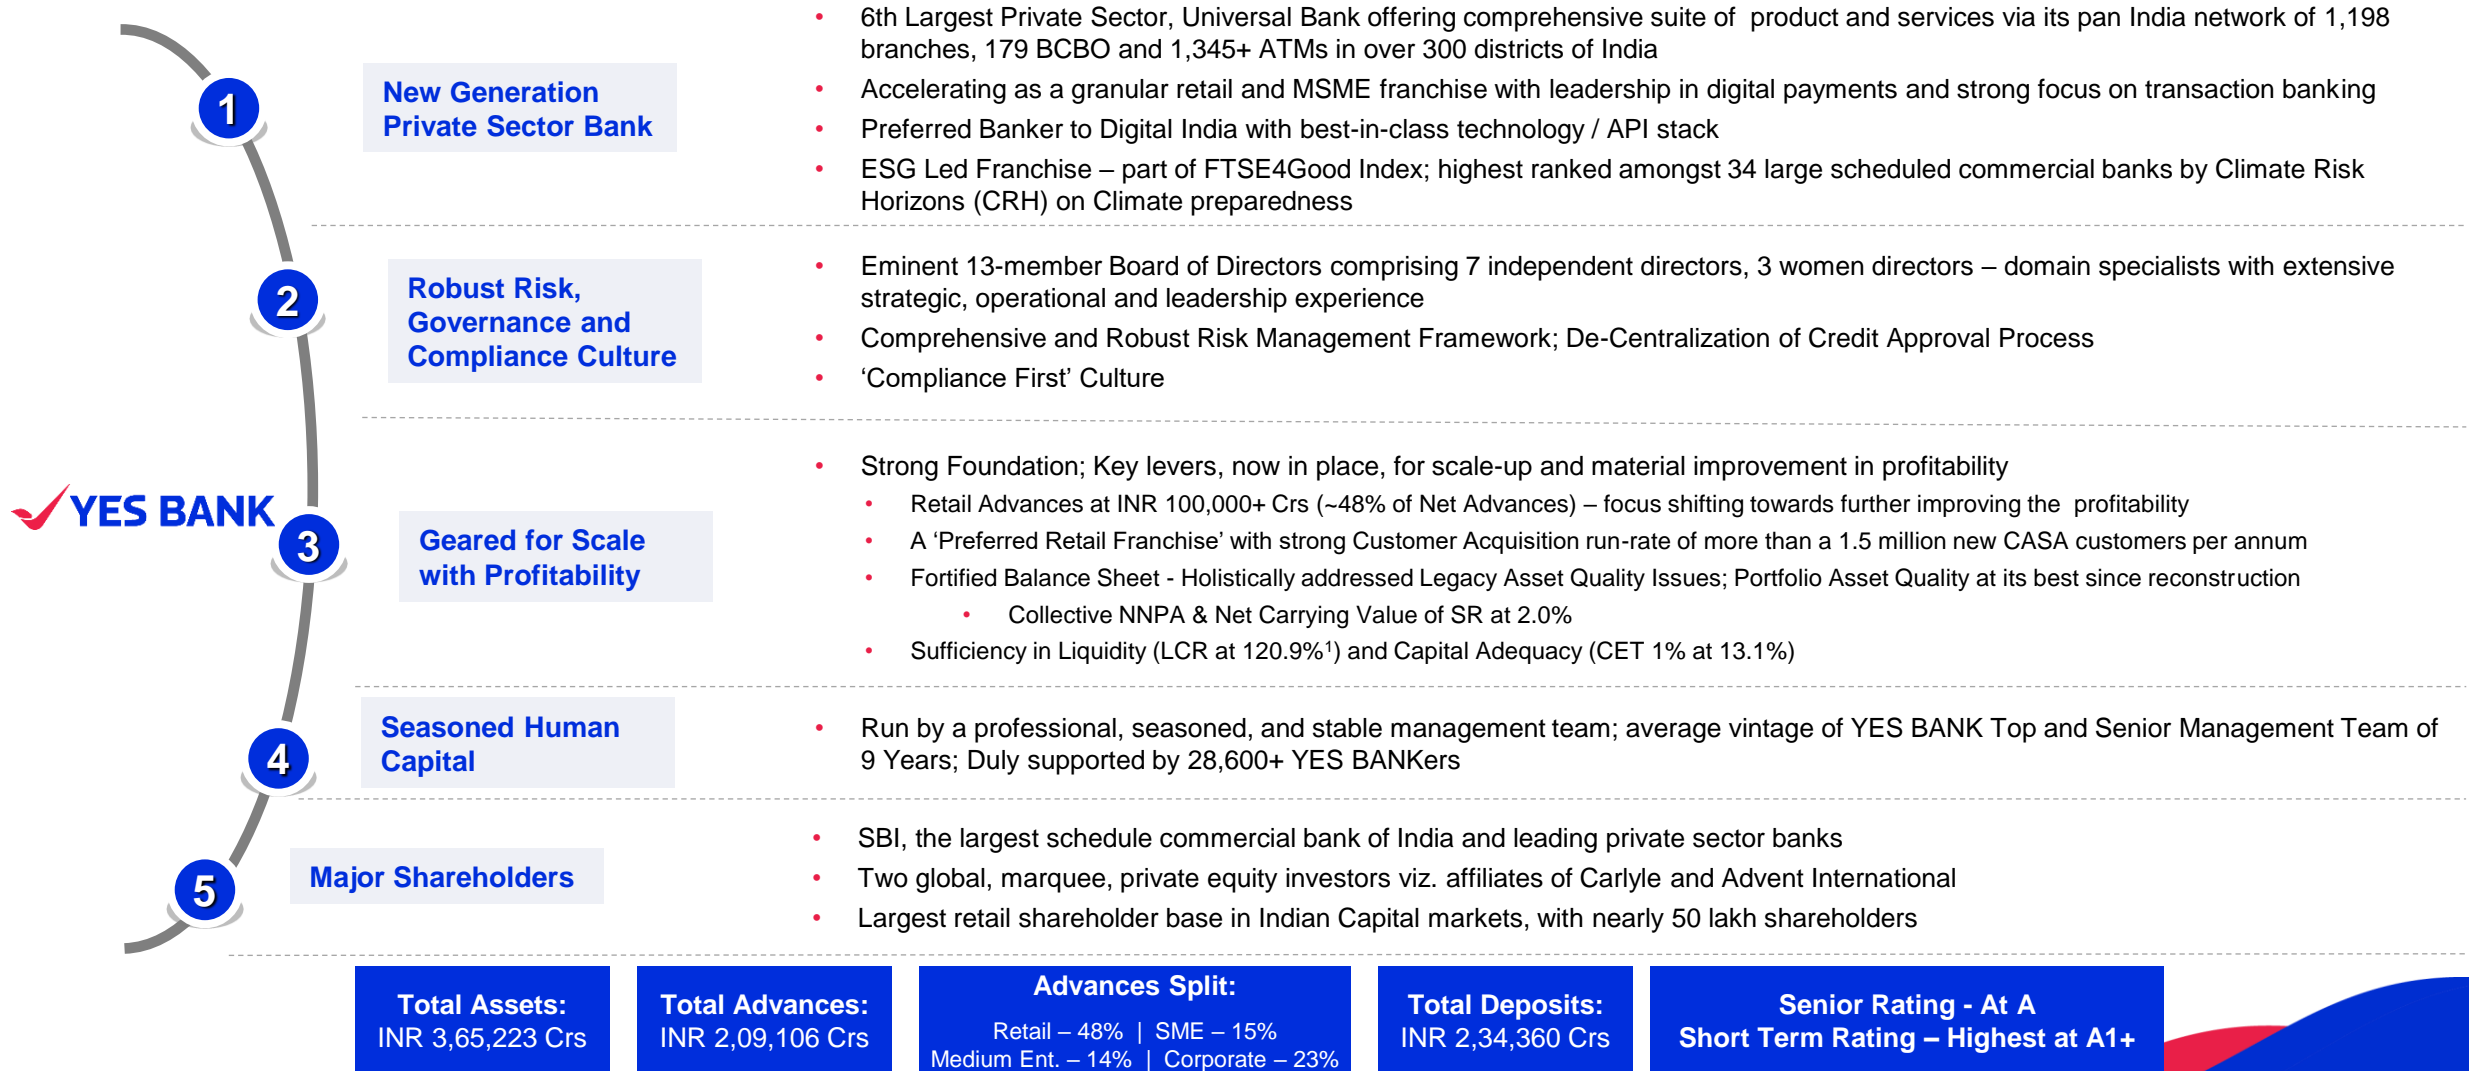 YES BANK
1
New Generation
Private Sector Bank
• 6th Largest Private Sector, Universal Bank offering comprehensive suite of product and services via its pan India network of 1,198
branches, 179 BCBO and 1,345+ ATMs in over 300 districts of India
• Accelerating as a granular retail and MSME franchise with leadership in digital payments and strong focus on transaction banking
• Preferred Banker to Digital India with best-in-class technology / API stack
• ESG Led Franchise – part of FTSE4Good Index; highest ranked amongst 34 large scheduled commercial banks by Climate Risk
Horizons (CRH) on Climate preparedness
2
Robust Risk,
Governance and
Compliance Culture
• Eminent 13-member Board of Directors comprising 7 independent directors, 3 women directors – domain specialists with extensive
strategic, operational and leadership experience
• Comprehensive and Robust Risk Management Framework; De-Centralization of Credit Approval Process
• ‘Compliance First’ Culture
3
Geared for Scale
with Profitability
• Strong Foundation; Key levers, now in place, for scale-up and material improvement in profitability
• Retail Advances at INR 100,000+ Crs (~48% of Net Advances) – focus shifting towards further improving the profitability
• A ‘Preferred Retail Franchise’ with strong Customer Acquisition run-rate of more than a 1.5 million new CASA customers per annum
• Fortified Balance Sheet - Holistically addressed Legacy Asset Quality Issues; Portfolio Asset Quality at its best since reconstruction
• Collective NNPA & Net Carrying Value of SR at 2.0%
• Sufficiency in Liquidity (LCR at 120.9%¹) and Capital Adequacy (CET 1% at 13.1%)
4
Seasoned Human
Capital
• Run by a professional, seasoned, and stable management team; average vintage of YES BANK Top and Senior Management Team of
9 Years; Duly supported by 28,600+ YES BANKers
5
Major Shareholders
• SBI, the largest schedule commercial bank of India and leading private sector banks
• Two global, marquee, private equity investors viz. affiliates of Carlyle and Advent International
• Largest retail shareholder base in Indian Capital markets, with nearly 50 lakh shareholders
Total Assets:
INR 3,65,223 Crs
Total Advances:
INR 2,09,106 Crs
Advances Split:
Retail – 48% | SME – 15%
Medium Ent. – 14% | Corporate – 23%
Total Deposits:
INR 2,34,360 Crs
Senior Rating - At A
Short Term Rating – Highest at A1+